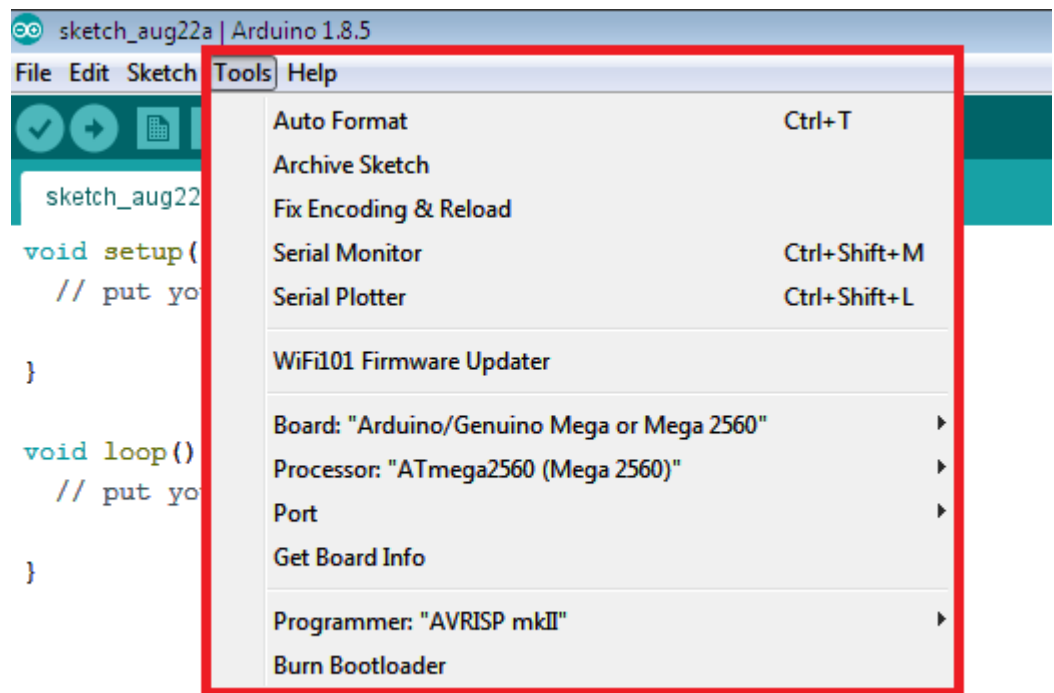 sketch_aug22a | Arduino 1.8.5
File Edit Sketch Tools Help
Auto Format Ctrl+T
Archive Sketch
sketch_aug22
Fix Encoding & Reload
void setup(
Serial Monitor Ctrl+Shift+M
// put yo
Serial Plotter Ctrl+Shift+L
WiFi101 Firmware Updater
}
Board: "Arduino/Genuino Mega or Mega 2560"
void loop()
Processor: "ATmega2560 (Mega 2560)"
// put yo
Port
Get Board Info
}
Programmer: "AVRISP mkII"
Burn Bootloader